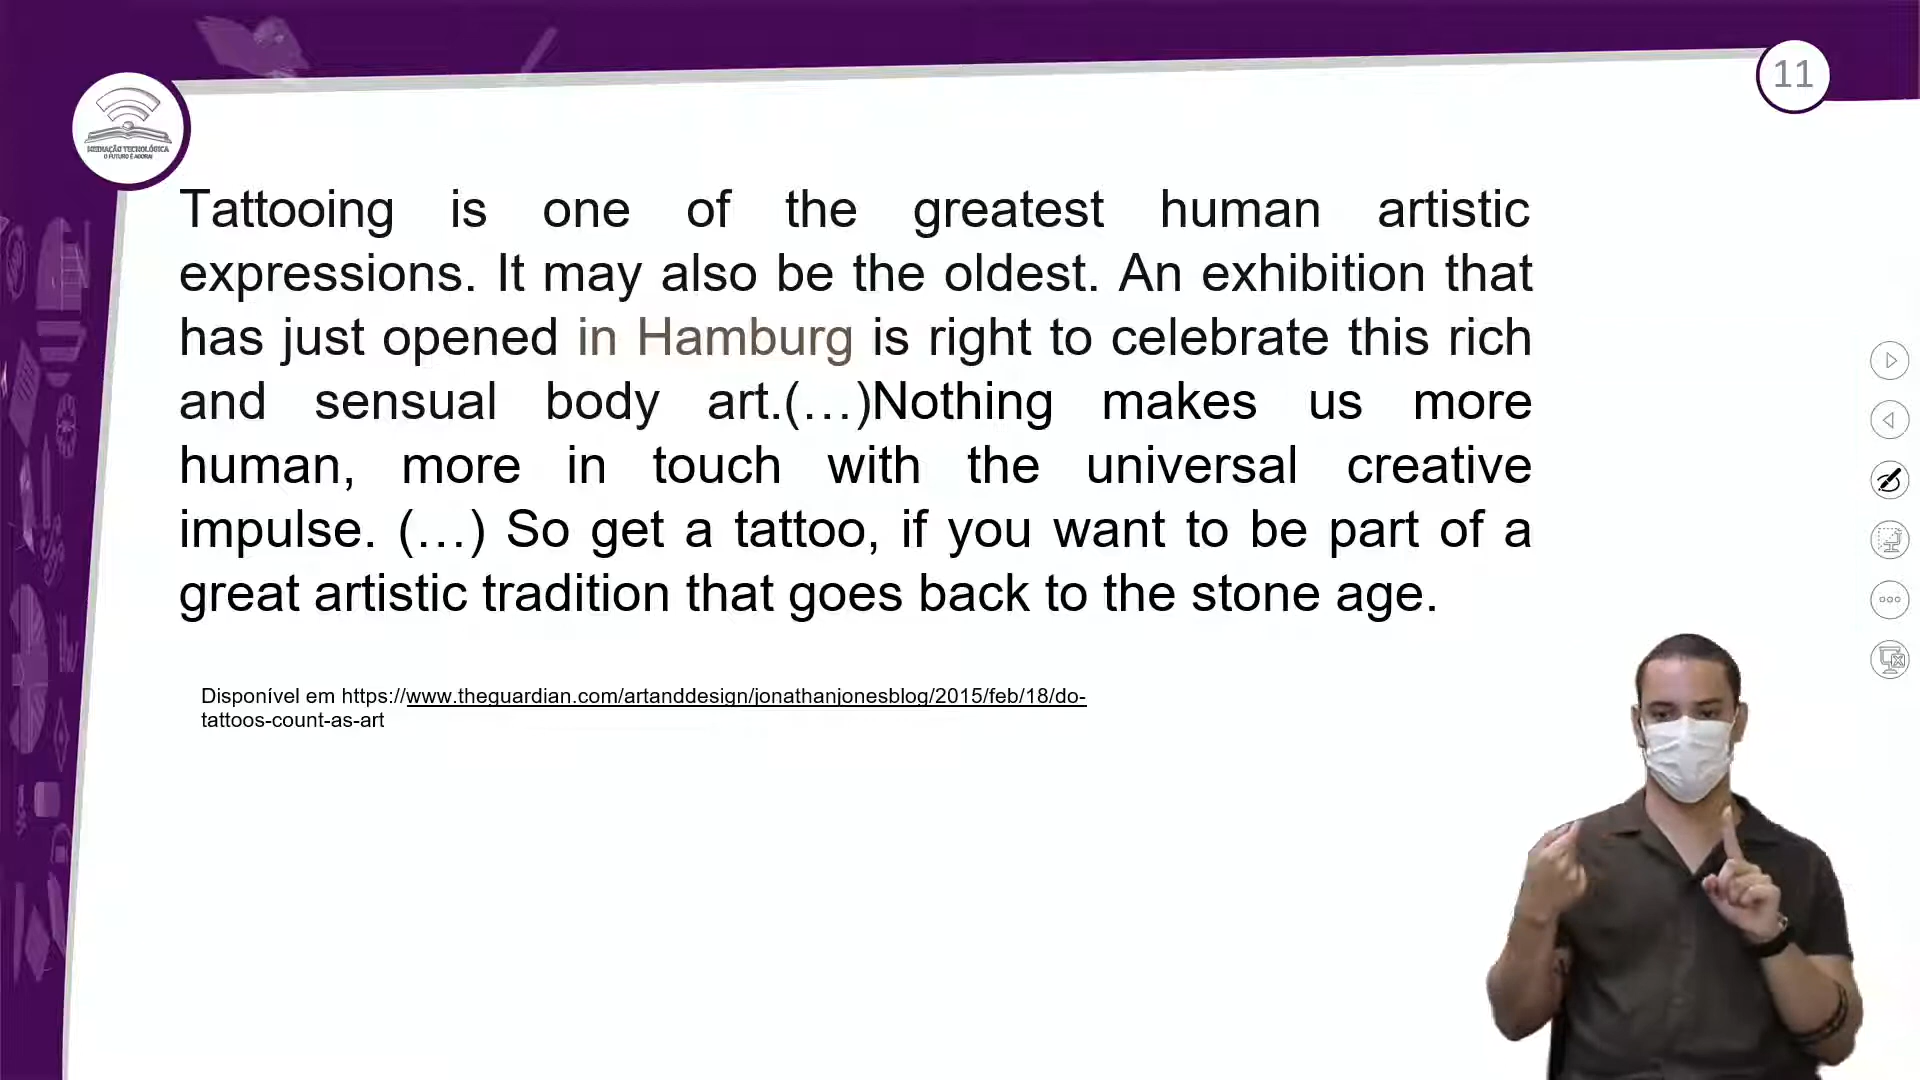 11
MEDIAÇÃO TECNOLÓGICA
O FUTURO É AGORA!
Tattooing is one of the greatest human artistic
expressions. It may also be the oldest. An exhibition that
has just opened in Hamburg is right to celebrate this rich
and sensual body art.(…)Nothing makes us more
human, more in touch with the universal creative
impulse. (…) So get a tattoo, if you want to be part of a
great artistic tradition that goes back to the stone age.
Disponível em https://www.theguardian.com/artanddesign/jonathanjonesblog/2015/feb/18/do-
tattoos-count-as-art